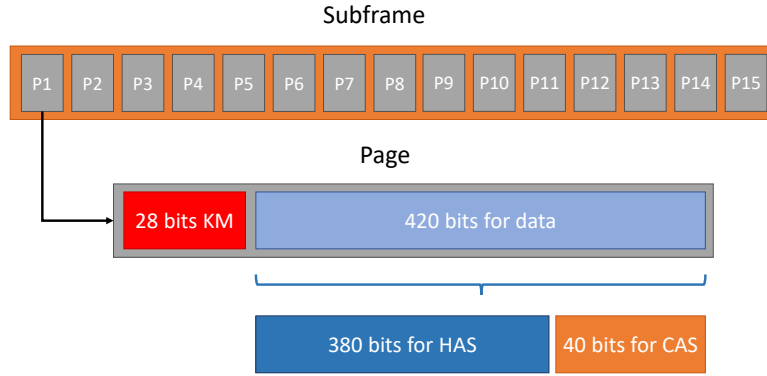 Subframe
P1 P2 P3 P4 P5 P6 P7 P8 P9 P10 P11 P12 P13 P14 P15
Page
28 bits KM 420 bits for data
380 bits for HAS 40 bits for CAS